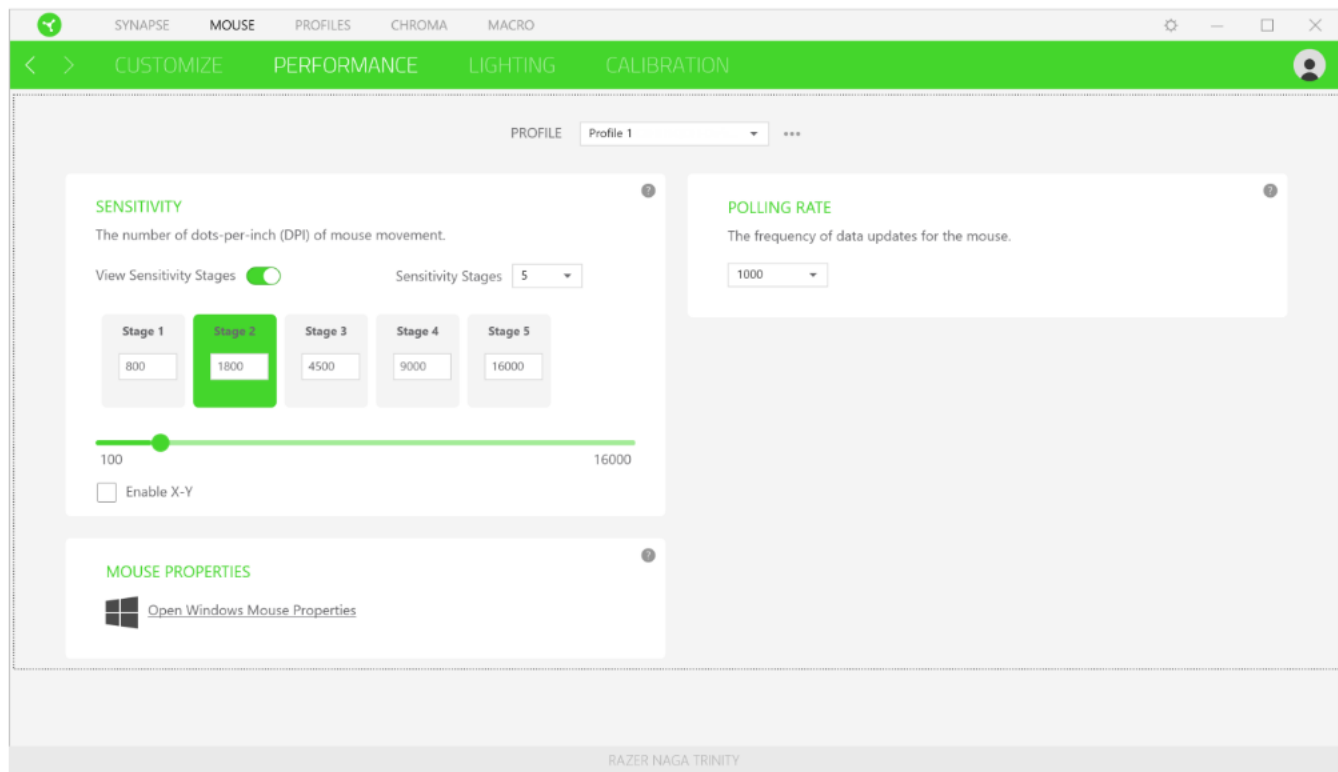 SYNAPSE MOUSE PROFILES CHROMA MACRO
CUSTOMIZE PERFORMANCE LIGHTING CALIBRATION
PROFILE Profile 1
SENSITIVITY
The number of dots-per-inch (DPI) of mouse movement.
View Sensitivity Stages Sensitivity Stages 5
Stage 1 Stage 2 Stage 3 Stage 4 Stage 5
800 1800 4500 9000 16000
100 16000
Enable X-Y
POLLING RATE
The frequency of data updates for the mouse.
1000
MOUSE PROPERTIES
Open Windows Mouse Properties
RAZER NAGA TRINITY